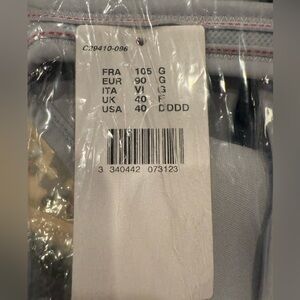 C29410-096
FRA 105 G
EUR 90 G
ITA VI G
UK 40 F
USA 40 DDDD
3 340442 073123